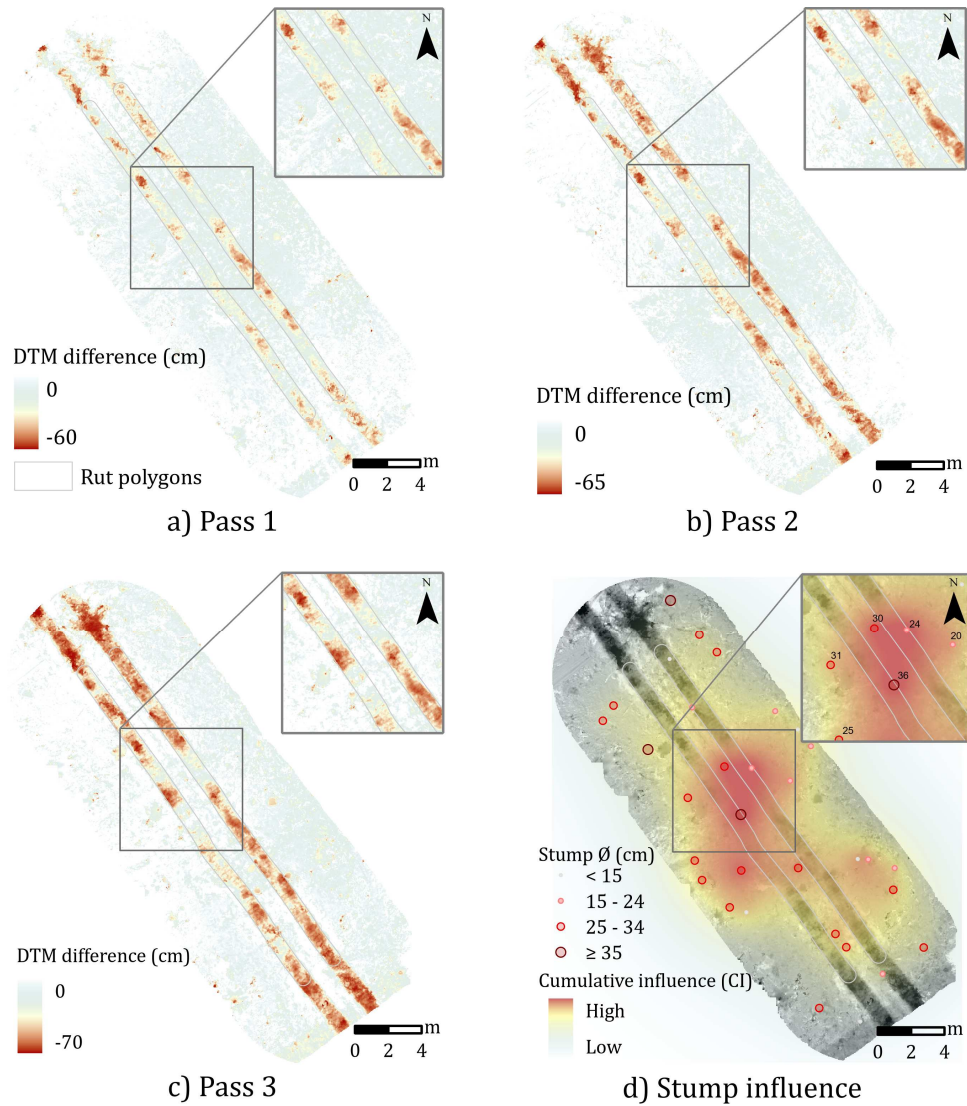 N
DTM difference (cm)
0
-60
Rut polygons
m
0 2 4
a) Pass 1
N
DTM difference (cm)
0
-65
m
0 2 4
b) Pass 2
N
DTM difference (cm)
0
-70
m
0 2 4
c) Pass 3
N
30
24
20
31
36
25
Stump Ø (cm)
< 15
15 - 24
25 - 34
≥ 35
Cumulative influence (CI)
High
Low
m
0 2 4
d) Stump influence